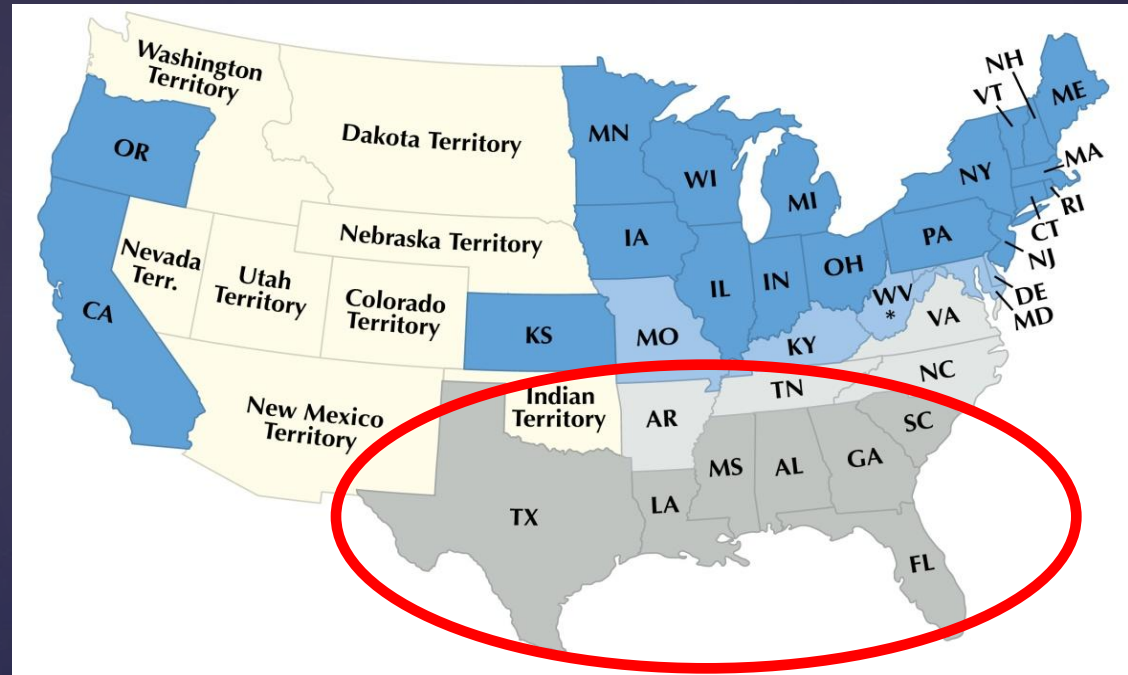 Washington
Territory
Dakota Territory
OR
MN
NH
VT
ME
WI
NY
MA
MI
RI
Nebraska Territory
IA
PA
CT
Nevada
Terr.
Utah
Territory
Colorado
Territory
IL
IN
OH
NJ
CA
KS
MO
WV
*
DE
MD
KY
VA
New Mexico
Territory
Indian
Territory
AR
TN
NC
SC
MS
AL
GA
TX
LA
FL